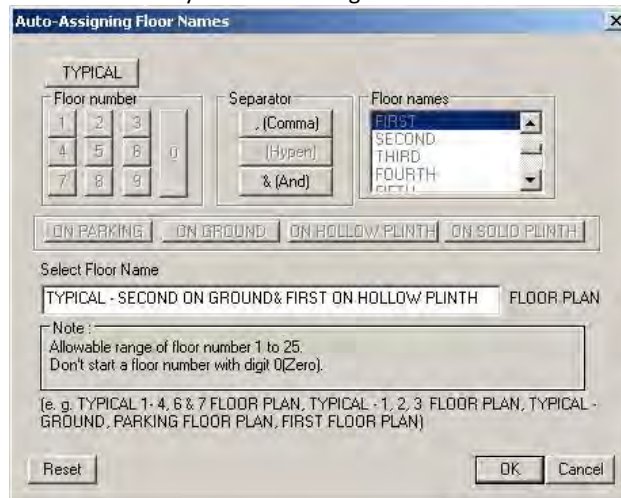 Auto-Assigning Floor Names
TYPICAL
Floor number
Separator
Floor names
1 2 3
, (Comma)
FIRST
SECOND
4 5 6 0
- (Hypen)
THIRD
7 8 9
& (And)
FOURTH
FIFTH
ON PARKING ON GROUND ON HOLLOW PLINTH ON SOLID PLINTH
Select Floor Name
TYPICAL - SECOND ON GROUND& FIRST ON HOLLOW PLINTH FLOOR PLAN
Note :
Allowable range of floor number 1 to 25.
Don't start a floor number with digit 0(Zero).
(e. g. TYPICAL 1- 4, 6 & 7 FLOOR PLAN, TYPICAL - 1, 2, 3 FLOOR PLAN, TYPICAL -
GROUND, PARKING FLOOR PLAN, FIRST FLOOR PLAN)
Reset OK Cancel